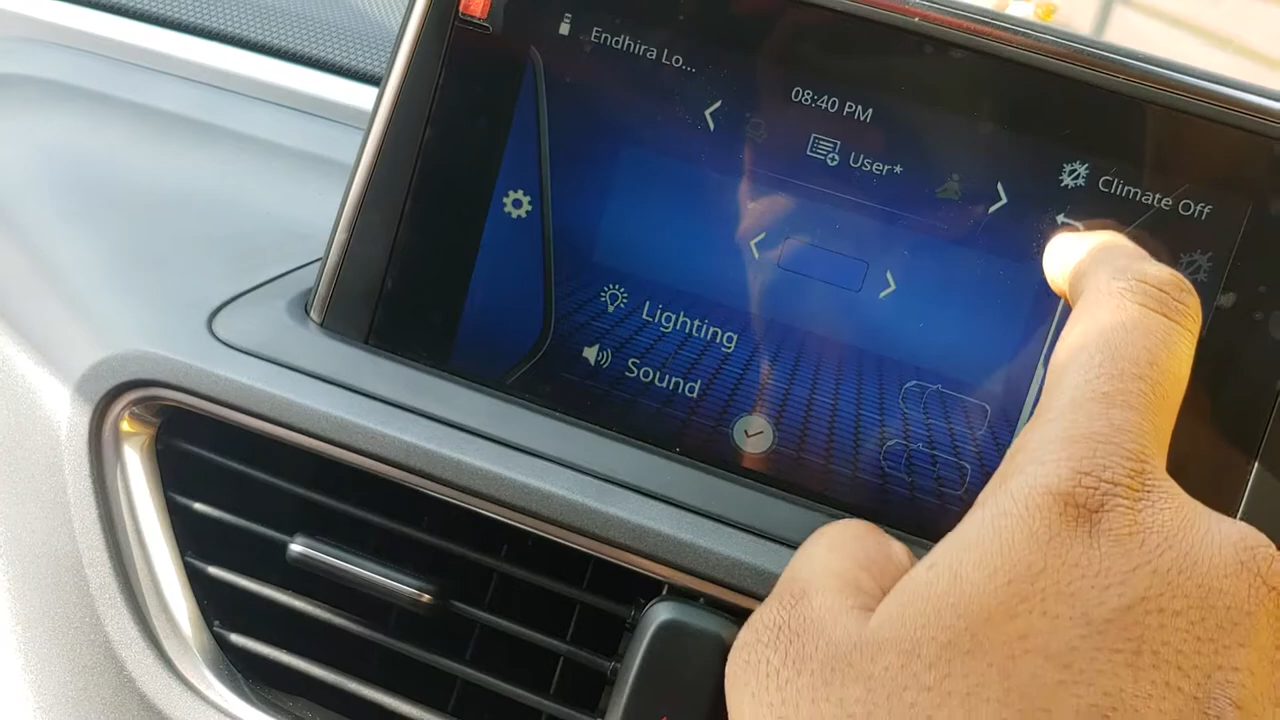 Endhira Lo...
08:40 PM
User*
Climate Off
Lighting
Sound